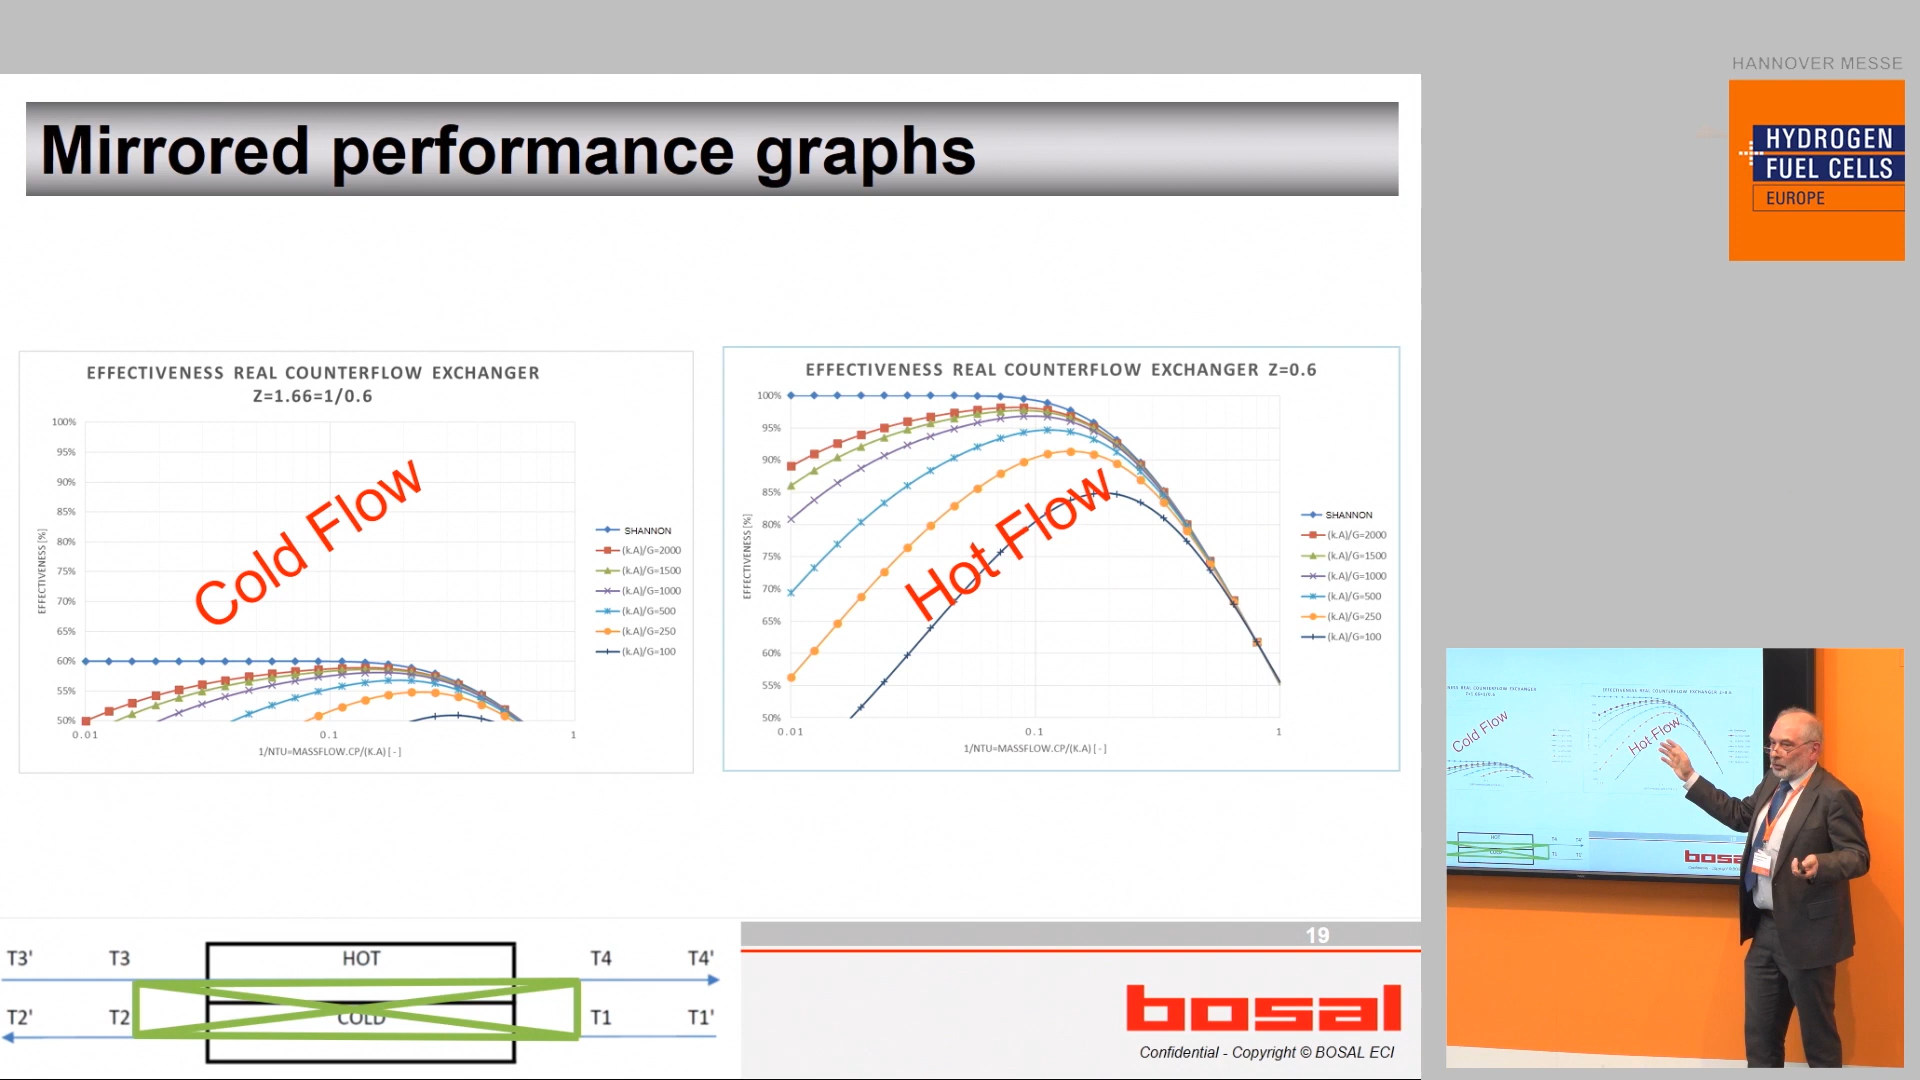 HANNOVER MESSE
HYDROGEN
FUEL CELLS
EUROPE
Mirrored performance graphs
EFFECTIVENESS REAL COUNTERFLOW EXCHANGER
Z=1.66=1/0.6
100%
95%
90%
85%
80%
75%
70%
65%
60%
55%
50%
EFFECTIVENESS [%]
0.01
0.1
1
1/NTU=MASSFLOW.CP/(K.A) [ - ]
Cold Flow
SHANNON
(k.A)/G=2000
(k.A)/G=1500
(k.A)/G=1000
(k.A)/G=500
(k.A)/G=250
(k.A)/G=100
EFFECTIVENESS REAL COUNTERFLOW EXCHANGER Z=0.6
100%
95%
90%
85%
80%
75%
70%
65%
60%
55%
50%
EFFECTIVENESS [%]
0.01
0.1
1
1/NTU=MASSFLOW.CP/(K.A) [ - ]
Hot Flow
SHANNON
(k.A)/G=2000
(k.A)/G=1500
(k.A)/G=1000
(k.A)/G=500
(k.A)/G=250
(k.A)/G=100
T3' T3 HOT T4 T4'
T2' T2 COLD T1 T1'
19
bosal
Confidential - Copyright © BOSAL ECI
Cold Flow
Hot Flow
HOT